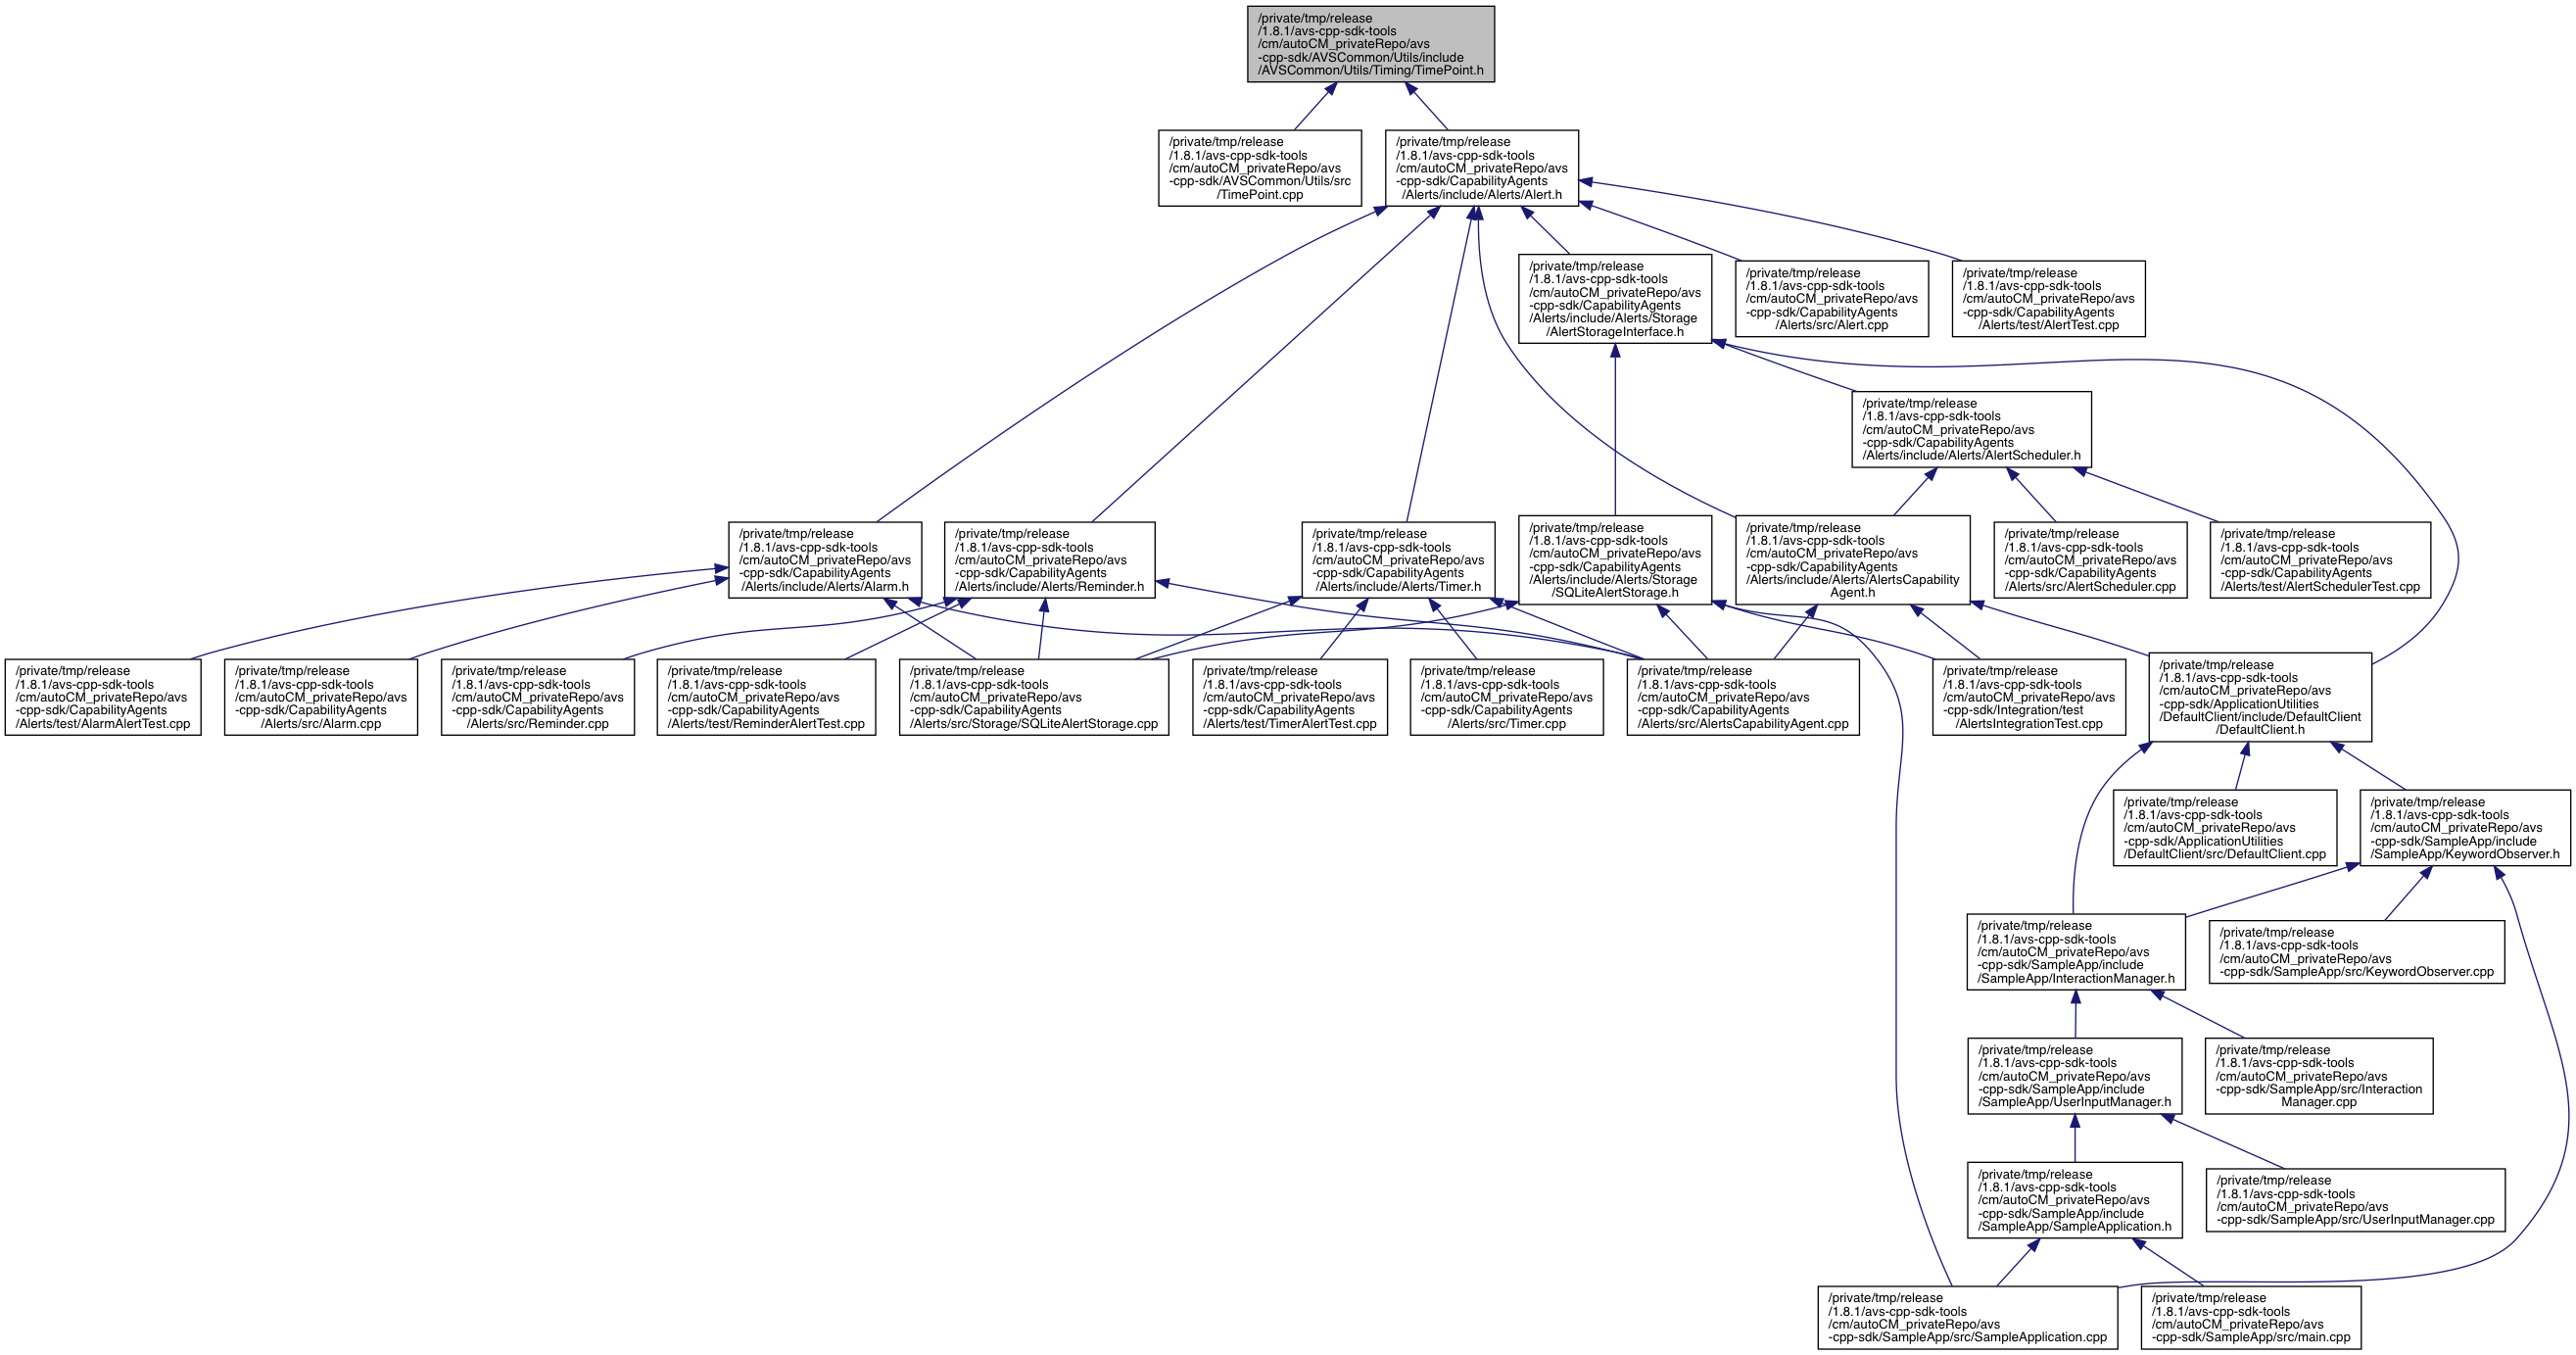 /private/tmp/release
/1.8.1/avs-cpp-sdk-tools
/cm/autoCM_privateRepo/avs
-cpp-sdk/AVSCommon/Utils/include
/AVSCommon/Utils/Timing/TimePoint.h
/private/tmp/release
/1.8.1/avs-cpp-sdk-tools
/cm/autoCM_privateRepo/avs
-cpp-sdk/AVSCommon/Utils/src
/TimePoint.cpp
/private/tmp/release
/1.8.1/avs-cpp-sdk-tools
/cm/autoCM_privateRepo/avs
-cpp-sdk/CapabilityAgents
/Alerts/include/Alerts/Alert.h
/private/tmp/release
/1.8.1/avs-cpp-sdk-tools
/cm/autoCM_privateRepo/avs
-cpp-sdk/CapabilityAgents
/Alerts/include/Alerts/Storage
/AlertStorageInterface.h
/private/tmp/release
/1.8.1/avs-cpp-sdk-tools
/cm/autoCM_privateRepo/avs
-cpp-sdk/CapabilityAgents
/Alerts/src/Alert.cpp
/private/tmp/release
/1.8.1/avs-cpp-sdk-tools
/cm/autoCM_privateRepo/avs
-cpp-sdk/CapabilityAgents
/Alerts/test/AlertTest.cpp
/private/tmp/release
/1.8.1/avs-cpp-sdk-tools
/cm/autoCM_privateRepo/avs
-cpp-sdk/CapabilityAgents
/Alerts/include/Alerts/AlertScheduler.h
/private/tmp/release
/1.8.1/avs-cpp-sdk-tools
/cm/autoCM_privateRepo/avs
-cpp-sdk/CapabilityAgents
/Alerts/include/Alerts/Alarm.h
/private/tmp/release
/1.8.1/avs-cpp-sdk-tools
/cm/autoCM_privateRepo/avs
-cpp-sdk/CapabilityAgents
/Alerts/include/Alerts/Reminder.h
/private/tmp/release
/1.8.1/avs-cpp-sdk-tools
/cm/autoCM_privateRepo/avs
-cpp-sdk/CapabilityAgents
/Alerts/include/Alerts/Timer.h
/private/tmp/release
/1.8.1/avs-cpp-sdk-tools
/cm/autoCM_privateRepo/avs
-cpp-sdk/CapabilityAgents
/Alerts/include/Alerts/Storage
/SQLiteAlertStorage.h
/private/tmp/release
/1.8.1/avs-cpp-sdk-tools
/cm/autoCM_privateRepo/avs
-cpp-sdk/CapabilityAgents
/Alerts/include/Alerts/AlertsCapability
Agent.h
/private/tmp/release
/1.8.1/avs-cpp-sdk-tools
/cm/autoCM_privateRepo/avs
-cpp-sdk/CapabilityAgents
/Alerts/src/AlertScheduler.cpp
/private/tmp/release
/1.8.1/avs-cpp-sdk-tools
/cm/autoCM_privateRepo/avs
-cpp-sdk/CapabilityAgents
/Alerts/test/AlertSchedulerTest.cpp
/private/tmp/release
/1.8.1/avs-cpp-sdk-tools
/cm/autoCM_privateRepo/avs
-cpp-sdk/CapabilityAgents
/Alerts/test/AlarmAlertTest.cpp
/private/tmp/release
/1.8.1/avs-cpp-sdk-tools
/cm/autoCM_privateRepo/avs
-cpp-sdk/CapabilityAgents
/Alerts/src/Alarm.cpp
/private/tmp/release
/1.8.1/avs-cpp-sdk-tools
/cm/autoCM_privateRepo/avs
-cpp-sdk/CapabilityAgents
/Alerts/src/Reminder.cpp
/private/tmp/release
/1.8.1/avs-cpp-sdk-tools
/cm/autoCM_privateRepo/avs
-cpp-sdk/CapabilityAgents
/Alerts/test/ReminderAlertTest.cpp
/private/tmp/release
/1.8.1/avs-cpp-sdk-tools
/cm/autoCM_privateRepo/avs
-cpp-sdk/CapabilityAgents
/Alerts/src/Storage/SQLiteAlertStorage.cpp
/private/tmp/release
/1.8.1/avs-cpp-sdk-tools
/cm/autoCM_privateRepo/avs
-cpp-sdk/CapabilityAgents
/Alerts/test/TimerAlertTest.cpp
/private/tmp/release
/1.8.1/avs-cpp-sdk-tools
/cm/autoCM_privateRepo/avs
-cpp-sdk/CapabilityAgents
/Alerts/src/Timer.cpp
/private/tmp/release
/1.8.1/avs-cpp-sdk-tools
/cm/autoCM_privateRepo/avs
-cpp-sdk/CapabilityAgents
/Alerts/src/AlertsCapabilityAgent.cpp
/private/tmp/release
/1.8.1/avs-cpp-sdk-tools
/cm/autoCM_privateRepo/avs
-cpp-sdk/Integration/test
/AlertsIntegrationTest.cpp
/private/tmp/release
/1.8.1/avs-cpp-sdk-tools
/cm/autoCM_privateRepo/avs
-cpp-sdk/ApplicationUtilities
/DefaultClient/include/DefaultClient
/DefaultClient.h
/private/tmp/release
/1.8.1/avs-cpp-sdk-tools
/cm/autoCM_privateRepo/avs
-cpp-sdk/ApplicationUtilities
/DefaultClient/src/DefaultClient.cpp
/private/tmp/release
/1.8.1/avs-cpp-sdk-tools
/cm/autoCM_privateRepo/avs
-cpp-sdk/SampleApp/include
/SampleApp/KeywordObserver.h
/private/tmp/release
/1.8.1/avs-cpp-sdk-tools
/cm/autoCM_privateRepo/avs
-cpp-sdk/SampleApp/include
/SampleApp/InteractionManager.h
/private/tmp/release
/1.8.1/avs-cpp-sdk-tools
/cm/autoCM_privateRepo/avs
-cpp-sdk/SampleApp/src/KeywordObserver.cpp
/private/tmp/release
/1.8.1/avs-cpp-sdk-tools
/cm/autoCM_privateRepo/avs
-cpp-sdk/SampleApp/include
/SampleApp/UserInputManager.h
/private/tmp/release
/1.8.1/avs-cpp-sdk-tools
/cm/autoCM_privateRepo/avs
-cpp-sdk/SampleApp/src/Interaction
Manager.cpp
/private/tmp/release
/1.8.1/avs-cpp-sdk-tools
/cm/autoCM_privateRepo/avs
-cpp-sdk/SampleApp/include
/SampleApp/SampleApplication.h
/private/tmp/release
/1.8.1/avs-cpp-sdk-tools
/cm/autoCM_privateRepo/avs
-cpp-sdk/SampleApp/src/UserInputManager.cpp
/private/tmp/release
/1.8.1/avs-cpp-sdk-tools
/cm/autoCM_privateRepo/avs
-cpp-sdk/SampleApp/src/SampleApplication.cpp
/private/tmp/release
/1.8.1/avs-cpp-sdk-tools
/cm/autoCM_privateRepo/avs
-cpp-sdk/SampleApp/src/main.cpp